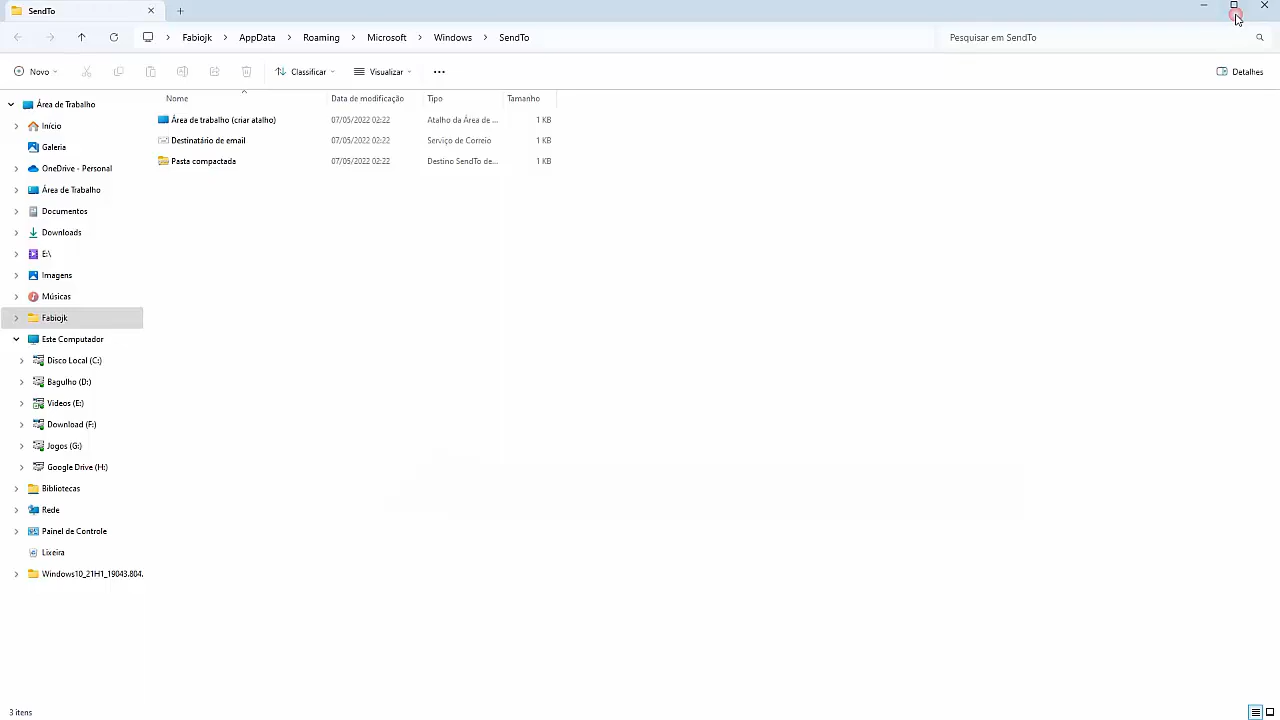 SendTo
Fabiojk
AppData
Roaming
Microsoft
Windows
SendTo
Pesquisar em SendTo
Novo
Classificar
Visualizar
Detalhes
Nome Data de modificação Tipo Tamanho
Área de trabalho (criar atalho) 07/05/2022 02:22 Atalho da Área de ... 1 KB
Destinatário de email 07/05/2022 02:22 Serviço de Correio 1 KB
Pasta compactada 07/05/2022 02:22 Destino SendTo de... 1 KB
Área de Trabalho
Início
Galeria
OneDrive - Personal
Área de Trabalho
Documentos
Downloads
E:\
Imagens
Músicas
Fabiojk
Este Computador
Disco Local (C:)
Bagulho (D:)
Videos (E:)
Download (F:)
Jogos (G:)
Google Drive (H:)
Bibliotecas
Rede
Painel de Controle
Lixeira
Windows10_21H1_19043.804.
3 itens